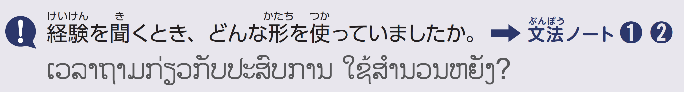 ! 経験を聞くとき、どんな形を使っていましたか。 ➡ 文法ノート ❶ ❷
ເວລາຖາມກ່ຽວກັບປະສົບການ ໃຊ້ສໍານວນຫຍັງ?